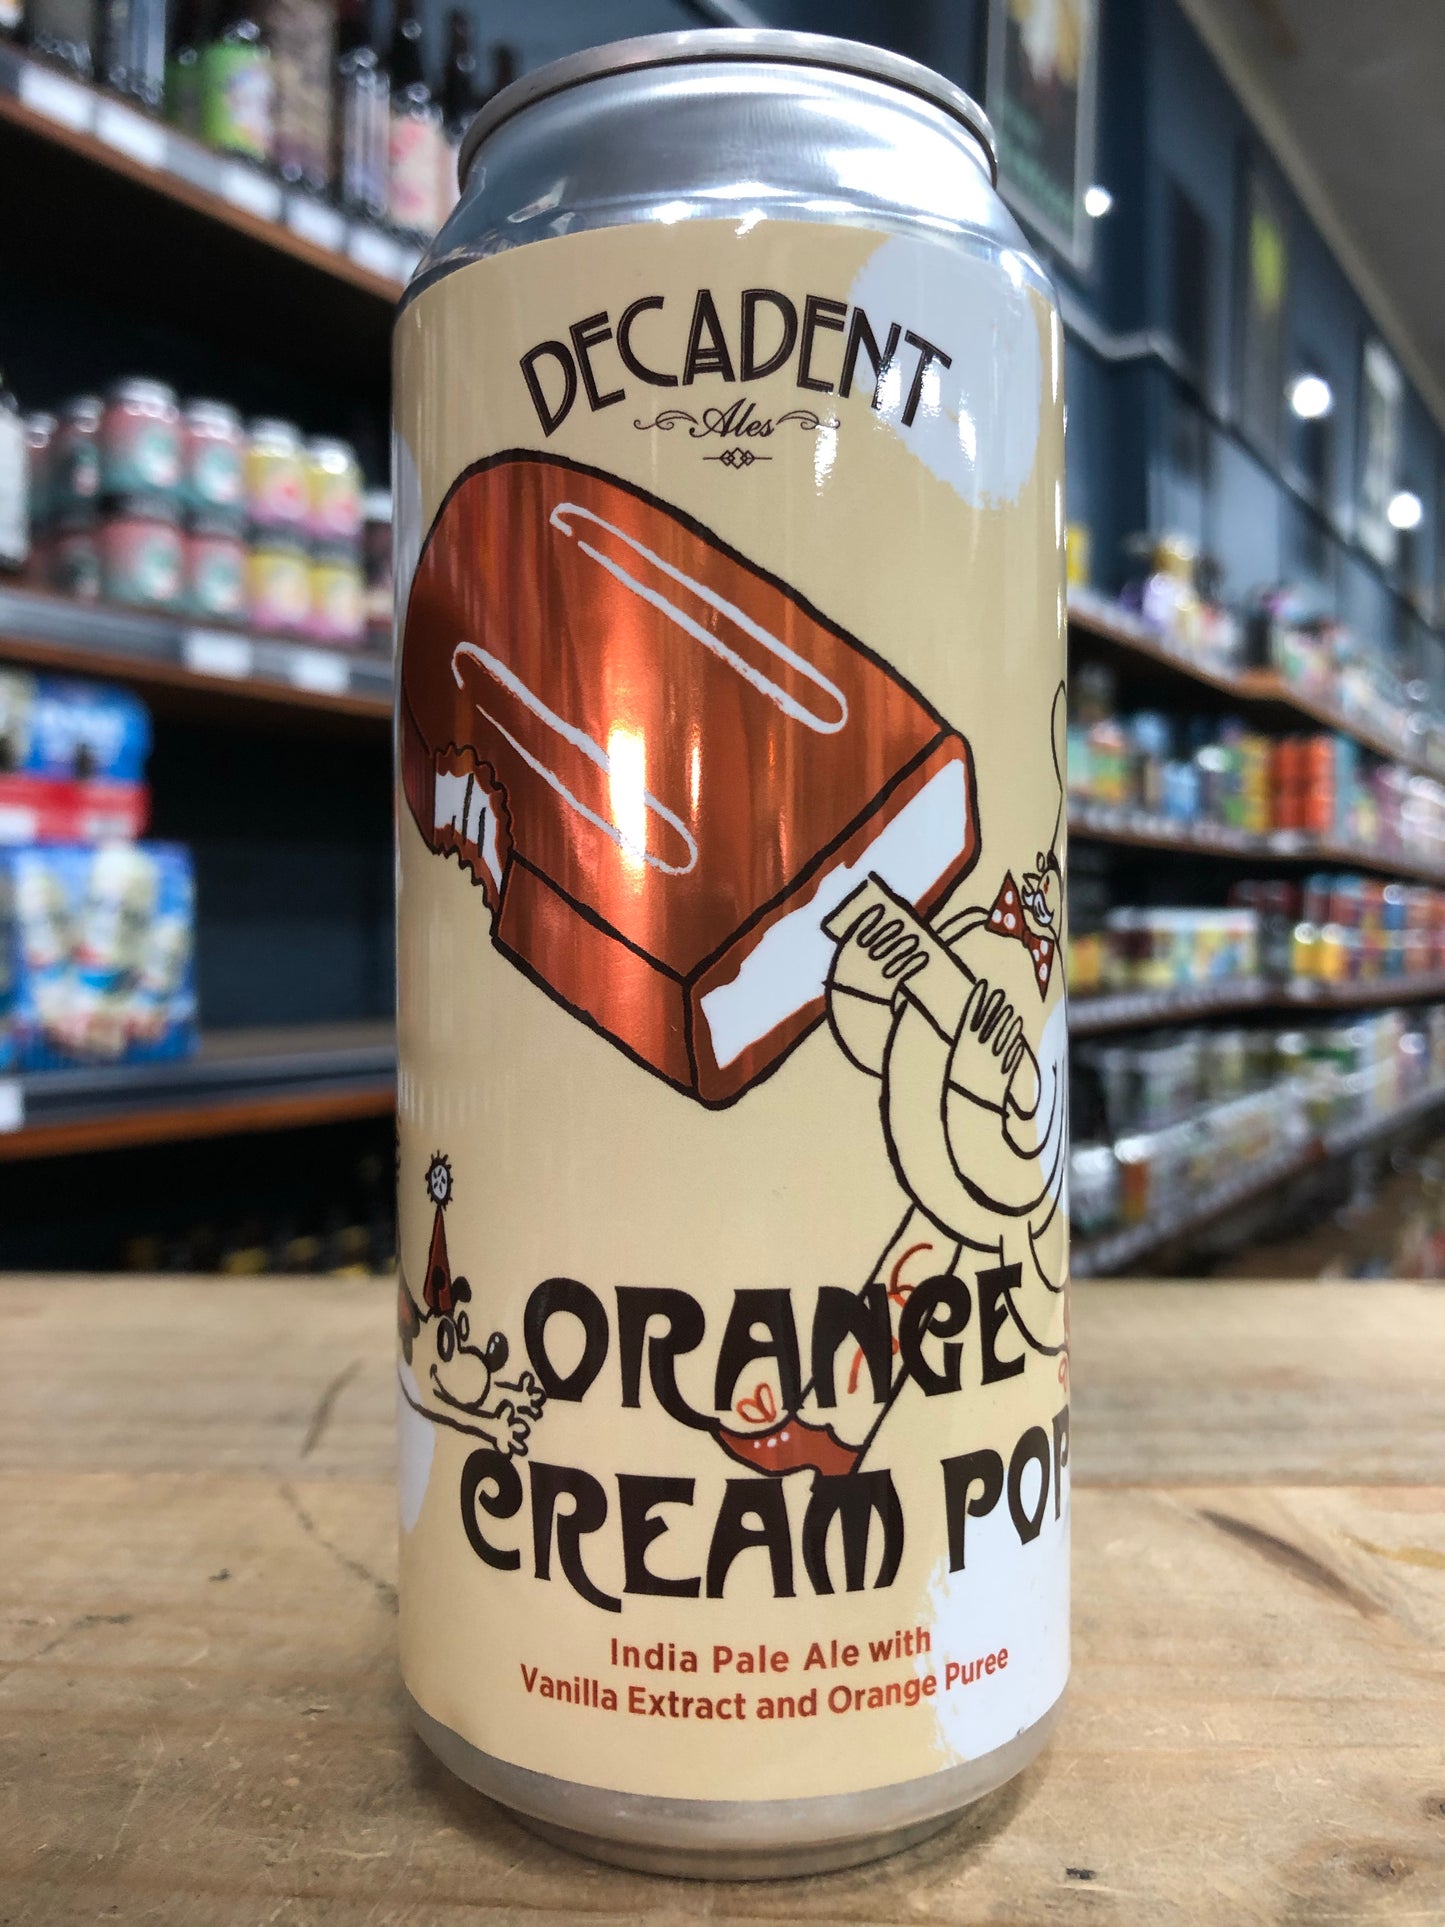 DECADENT
Ales
ORANGE
CREAM POP
India Pale Ale with
Vanilla Extract and Orange Puree